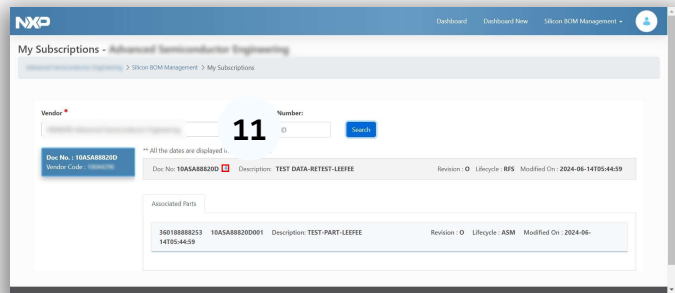 NXP
Dashboard Dashboard New Silicon BOM Management
My Subscriptions -
> Silicon BOM Management > My Subscriptions
Vendor * Number:
11
ID Search
** All the dates are displayed
Doc No. : 10ASA88820D
Vendor Code :
Doc No: 10ASA88820D Description: TEST DATA-RETEST-LEEFEE Revision : O Lifecycle : RFS Modified On : 2024-06-14T05:44:59
Associated Parts
360188888253 10ASA88820D001 Description: TEST-PART-LEEFEE Revision : O Lifecycle : ASM Modified On : 2024-06-
14T05:44:59